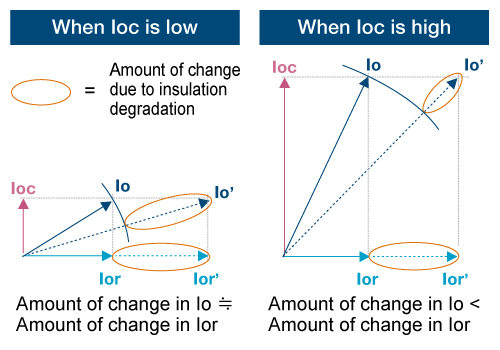 When Ioc is low
= Amount of change
due to insulation
degradation
Ioc
Io
Io’
Ior
Ior’
Amount of change in Io ≒
Amount of change in Ior
When Ioc is high
Ioc
Io
Io’
Ior
Ior’
Amount of change in Io <
Amount of change in Ior